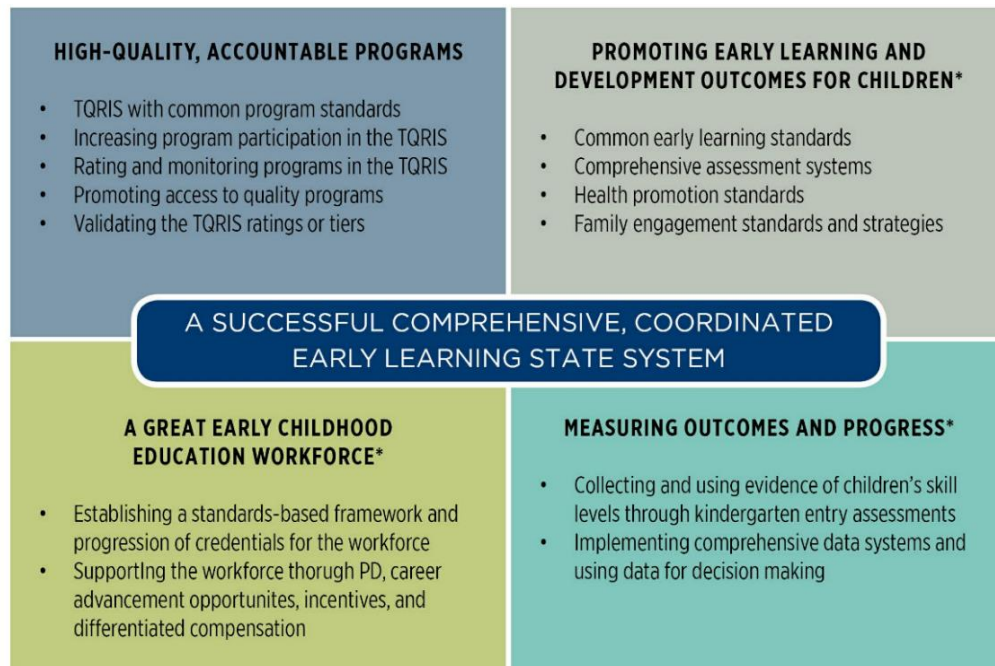 HIGH-QUALITY, ACCOUNTABLE PROGRAMS
• TQRIS with common program standards
• Increasing program participation in the TQRIS
• Rating and monitoring programs in the TQRIS
• Promoting access to quality programs
• Validating the TQRIS ratings or tiers
PROMOTING EARLY LEARNING AND
DEVELOPMENT OUTCOMES FOR CHILDREN*
• Common early learning standards
• Comprehensive assessment systems
• Health promotion standards
• Family engagement standards and strategies
A SUCCESSFUL COMPREHENSIVE, COORDINATED
EARLY LEARNING STATE SYSTEM
A GREAT EARLY CHILDHOOD
EDUCATION WORKFORCE*
• Establishing a standards-based framework and
progression of credentials for the workforce
• SupportIng the workforce thorugh PD, career
advancement opportunites, incentives, and
differentiated compensation
MEASURING OUTCOMES AND PROGRESS*
• Collecting and using evidence of children’s skill
levels through kindergarten entry assessments
• Implementing comprehensive data systems and
using data for decision making